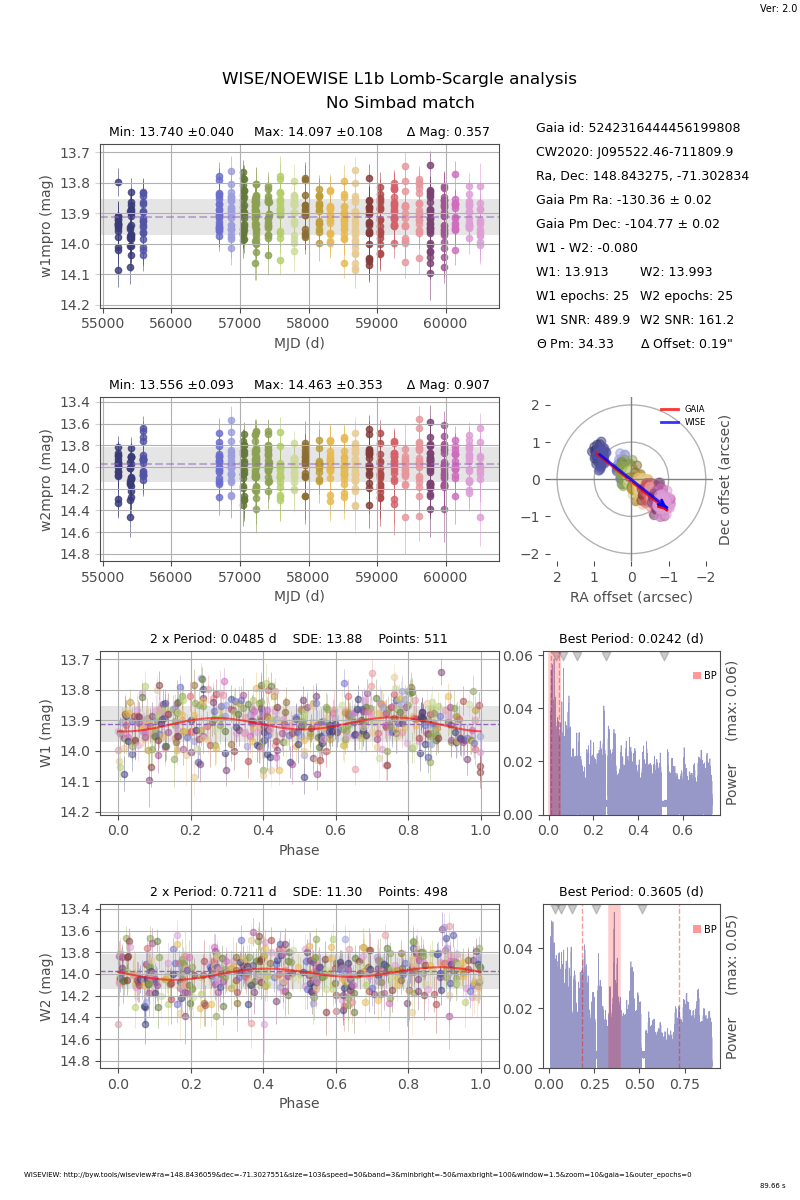 Ver: 2.0
WISE/NOEWISE L1b Lomb-Scargle analysis
No Simbad match
Min: 13.740 ±0.040 Max: 14.097 ±0.108 Δ Mag: 0.357
13.7
13.8
13.9
14.0
14.1
14.2
w1mpro (mag)
55000 56000 57000 58000 59000 60000
MJD (d)
Gaia id: 5242316444456199808
CW2020: J095522.46-711809.9
Ra, Dec: 148.843275, -71.302834
Gaia Pm Ra: -130.36 ± 0.02
Gaia Pm Dec: -104.77 ± 0.02
W1 - W2: -0.080
W1: 13.913 W2: 13.993
W1 epochs: 25 W2 epochs: 25
W1 SNR: 489.9 W2 SNR: 161.2
Θ Pm: 34.33 Δ Offset: 0.19"
Min: 13.556 ±0.093 Max: 14.463 ±0.353 Δ Mag: 0.907
13.4
13.6
13.8
14.0
14.2
14.4
14.6
14.8
w2mpro (mag)
55000 56000 57000 58000 59000 60000
MJD (d)
GAIA
WISE
2
1
0
−1
−2
Dec offset (arcsec)
2 1 0 −1 −2
RA offset (arcsec)
2 x Period: 0.0485 d SDE: 13.88 Points: 511
13.7
13.8
13.9
14.0
14.1
14.2
W1 (mag)
0.0 0.2 0.4 0.6 0.8 1.0
Phase
Best Period: 0.0242 (d)
BP
0.06
0.04
0.02
0.00
Power (max: 0.06)
0.0 0.2 0.4 0.6
2 x Period: 0.7211 d SDE: 11.30 Points: 498
13.4
13.6
13.8
14.0
14.2
14.4
14.6
14.8
W2 (mag)
0.0 0.2 0.4 0.6 0.8 1.0
Phase
Best Period: 0.3605 (d)
BP
0.04
0.02
0.00
Power (max: 0.05)
0.00 0.25 0.50 0.75
WISEVIEW: http://byw.tools/wiseview#ra=148.8436059&dec=-71.3027551&size=103&speed=50&band=3&minbright=-50&maxbright=100&window=1.5&zoom=10&gaia=1&outer_epochs=0
89.66 s